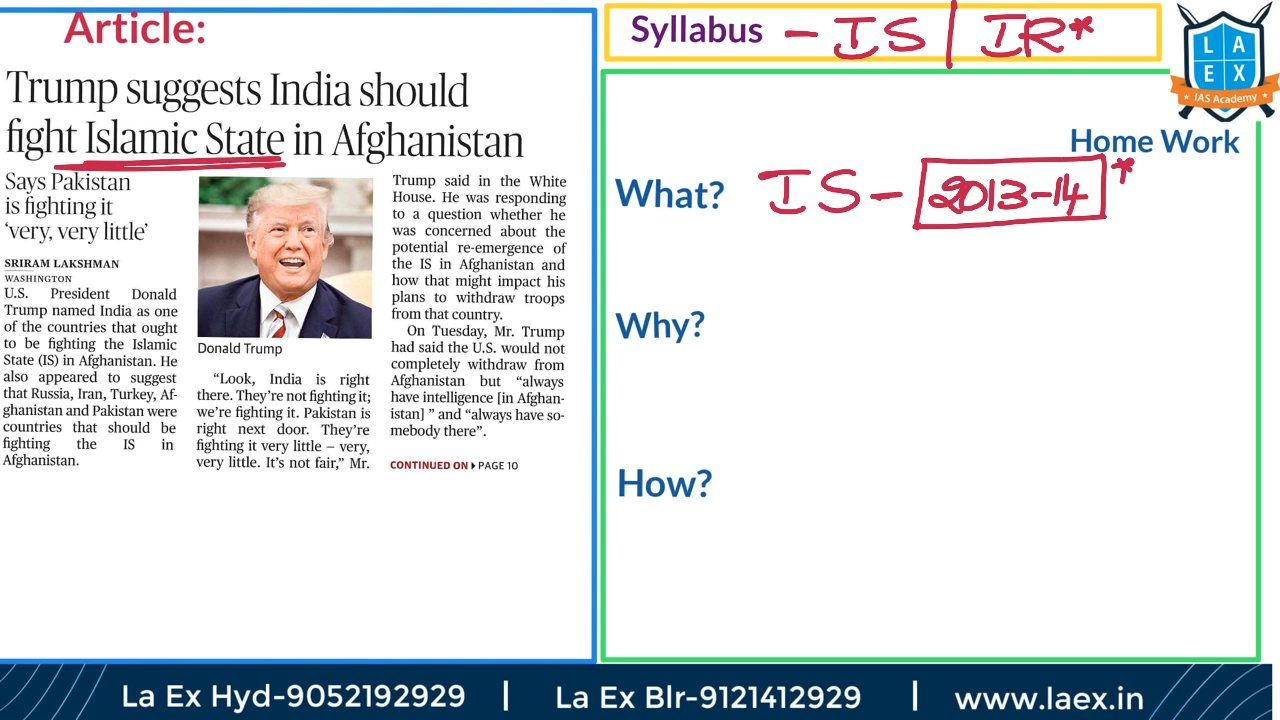 Article:
Trump suggests India should
fight Islamic State in Afghanistan
Says Pakistan
is fighting it
‘very, very little’
SRIRAM LAKSHMAN
WASHINGTON
U.S. President Donald
Trump named India as one
of the countries that ought
to be fighting the Islamic
State (IS) in Afghanistan. He
also appeared to suggest
that Russia, Iran, Turkey, Af-
ghanistan and Pakistan were
countries that should be
fighting the IS in
Afghanistan.
Donald Trump
“Look, India is right
there. They’re not fighting it;
we’re fighting it. Pakistan is
right next door. They’re
fighting it very little – very,
very little. It’s not fair,” Mr.
Trump said in the White
House. He was responding
to a question whether he
was concerned about the
potential re-emergence of
the IS in Afghanistan and
how that might impact his
plans to withdraw troops
from that country.
On Tuesday, Mr. Trump
had said the U.S. would not
completely withdraw from
Afghanistan but “always
have intelligence [in Afghan-
istan] ” and “always have so-
mebody there”.
CONTINUED ON PAGE 10
Syllabus - IS | IR*
LA
EX
IAS Academy
Home Work
What? IS - 2013-14 *
Why?
How?
La Ex Hyd-9052192929 | La Ex Blr-9121412929 | www.laex.in